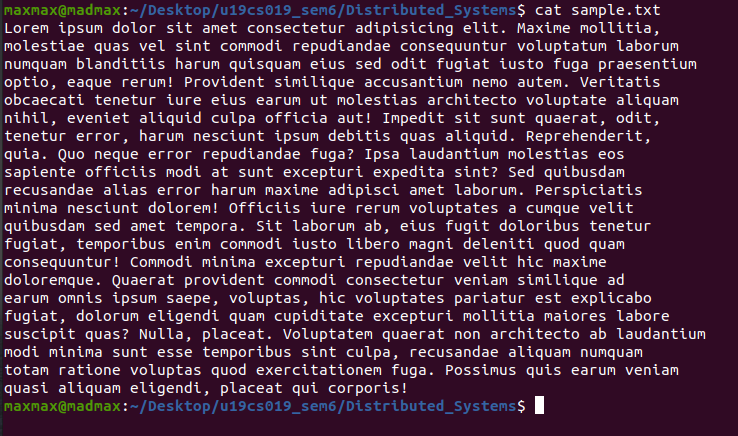 maxmax@madmax:~/Desktop/u19cs019_sem6/Distributed_Systems$ cat sample.txt
Lorem ipsum dolor sit amet consectetur adipisicing elit. Maxime mollitia,
molestiae quas vel sint commodi repudiandae consequuntur voluptatum laborum
numquam blanditiis harum quisquam eius sed odit fugiat iusto fuga praesentium
optio, eaque rerum! Provident similique accusantium nemo autem. Veritatis
obcaecati tenetur iure eius earum ut molestias architecto voluptate aliquam
nihil, eveniet aliquid culpa officia aut! Impedit sit sunt quaerat, odit,
tenetur error, harum nesciunt ipsum debitis quas aliquid. Reprehenderit,
quia. Quo neque error repudiandae fuga? Ipsa laudantium molestias eos
sapiente officiis modi at sunt excepturi expedita sint? Sed quibusdam
recusandae alias error harum maxime adipisci amet laborum. Perspiciatis
minima nesciunt dolorem! Officiis iure rerum voluptates a cumque velit
quibusdam sed amet tempora. Sit laborum ab, eius fugit doloribus tenetur
fugiat, temporibus enim commodi iusto libero magni deleniti quod quam
consequuntur! Commodi minima excepturi repudiandae velit hic maxime
doloremque. Quaerat provident commodi consectetur veniam similique ad
earum omnis ipsum saepe, voluptas, hic voluptates pariatur est explicabo
fugiat, dolorum eligendi quam cupiditate excepturi mollitia maiores labore
suscipit quas? Nulla, placeat. Voluptatem quaerat non architecto ab laudantium
modi minima sunt esse temporibus sint culpa, recusandae aliquam numquam
totam ratione voluptas quod exercitationem fuga. Possimus quis earum veniam
quasi aliquam eligendi, placeat qui corporis!
maxmax@madmax:~/Desktop/u19cs019_sem6/Distributed_Systems$